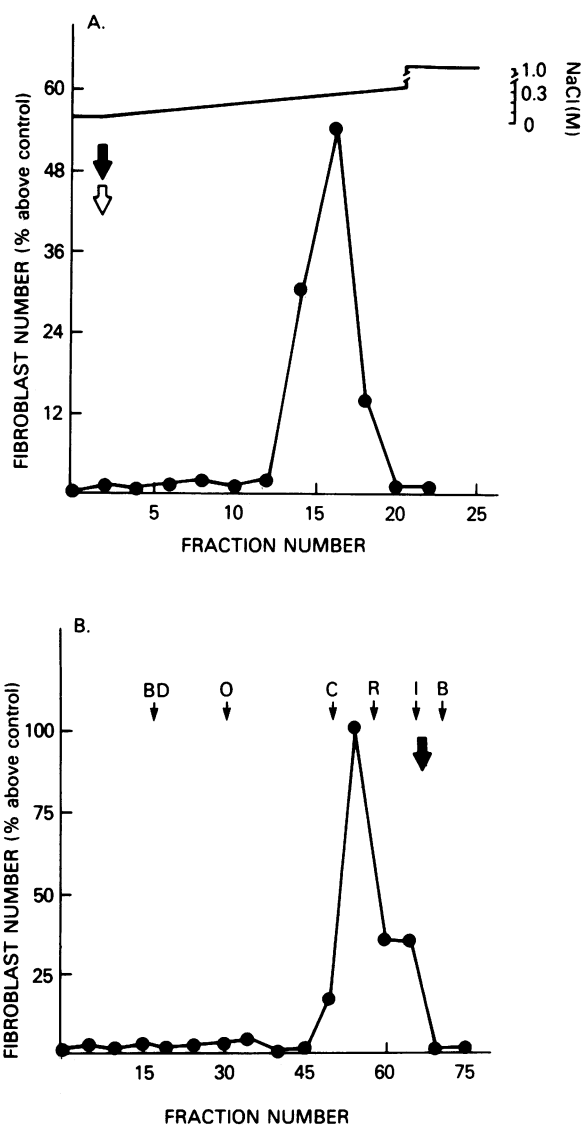 A.
60
48
36
24
12
FIBROBLAST NUMBER (% above control)
1.0
0.3
0
NaCl(M)
5 10 15 20 25
FRACTION NUMBER
B.
BD O C R I B
100
75
50
25
FIBROBLAST NUMBER (% above control)
15 30 45 60 75
FRACTION NUMBER